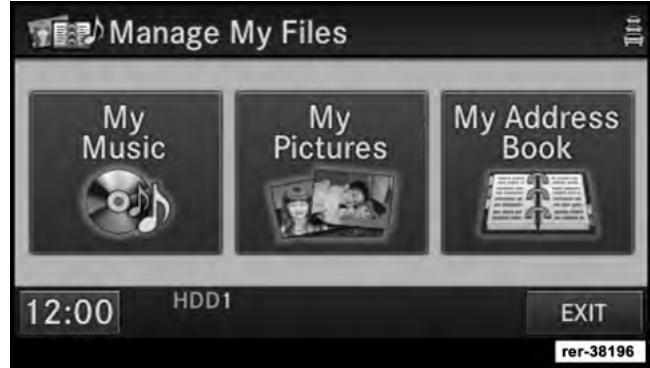 Manage My Files
My
Music
My
Pictures
My Address
Book
12:00
HDD1
EXIT
rer-38196